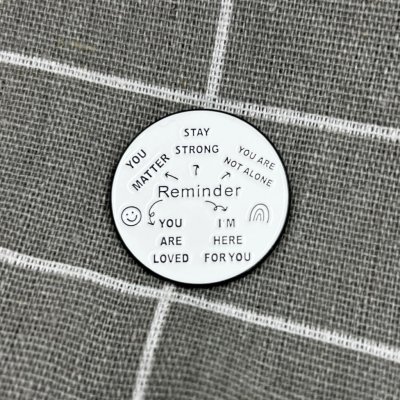 STAY
STRONG
YOU
MATTER
YOU ARE
NOT ALONE
Reminder
YOU
ARE
LOVED
I'M
HERE
FOR YOU